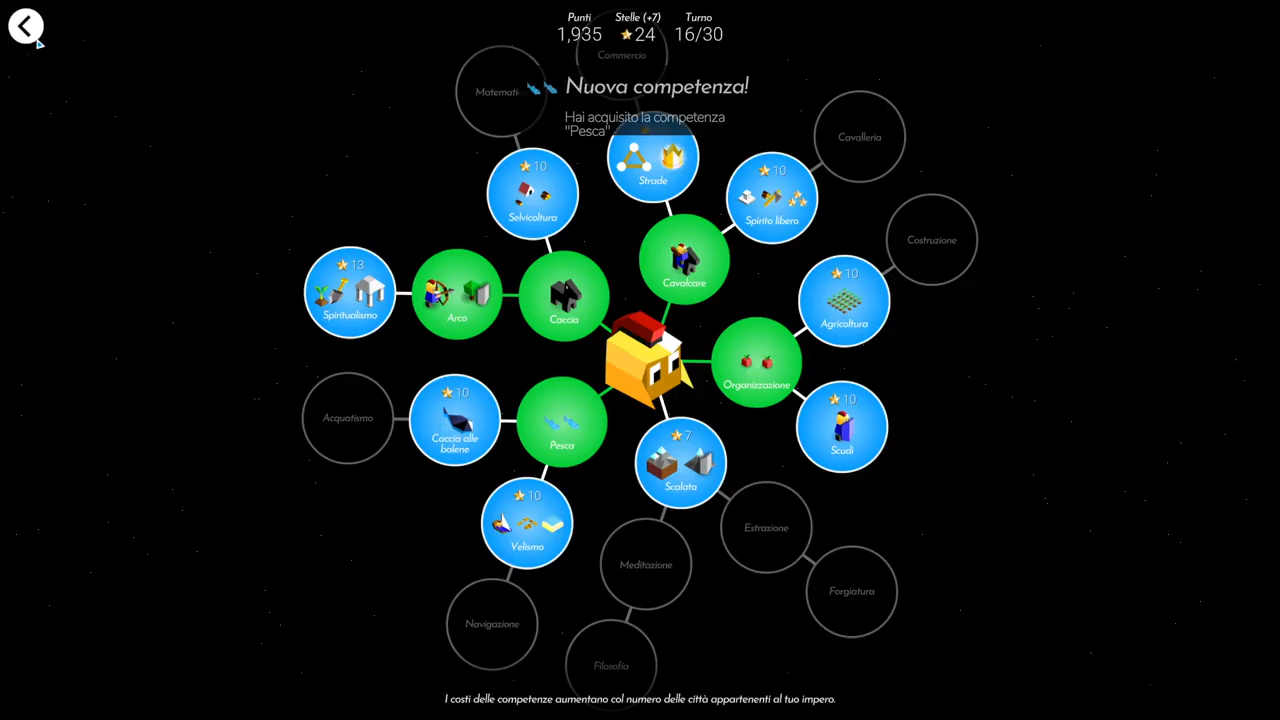 Punti
Stelle (+7)
Turno
1,935
24
16/30
Commercio
Nuova competenza!
Hai acquisito la competenza
"Pesca"
Cavalleria
Strade
10
Selvicoltura
10
Spirito libero
Costruzione
Cavalcare
13
Spiritualismo
Arco
Caccia
10
Agricoltura
Organizzazione
Acquatismo
10
Caccia alle
balene
Pesca
7
Scalata
10
Scudi
10
Velismo
Estrazione
Meditazione
Forgiatura
Navigazione
Filosofia
I costi delle competenze aumentano col numero delle città appartenenti al tuo impero.